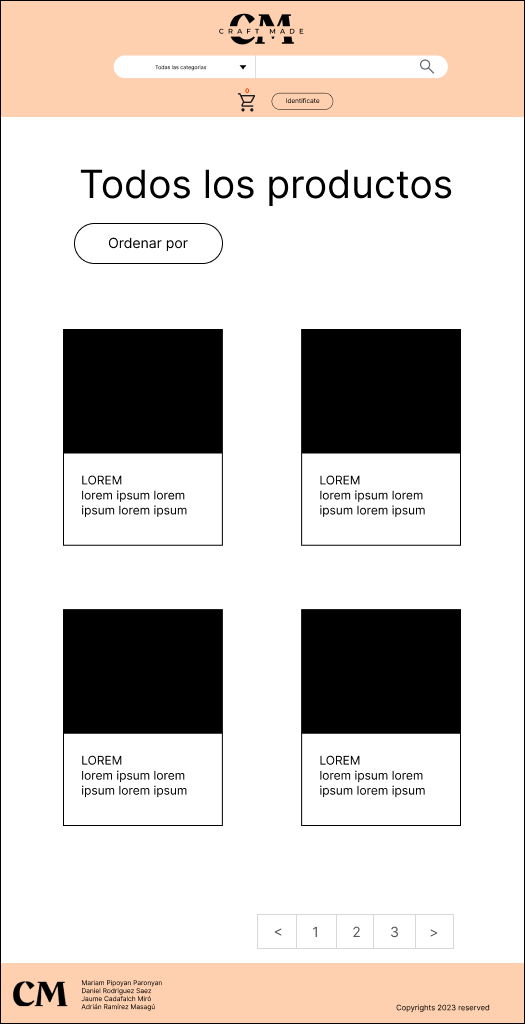 CM
CRAFT MADE
Todas las categorías
0
Identifícate
Todos los productos
Ordenar por
LOREM
lorem ipsum lorem
ipsum lorem ipsum
LOREM
lorem ipsum lorem
ipsum lorem ipsum
LOREM
lorem ipsum lorem
ipsum lorem ipsum
LOREM
lorem ipsum lorem
ipsum lorem ipsum
< 1 2 3 >
CM
Mariam Pipoyan Paronyan
Daniel Rodríguez Saez
Jaume Cadafalch Miró
Adrián Ramírez Masagú
Copyrights 2023 reserved